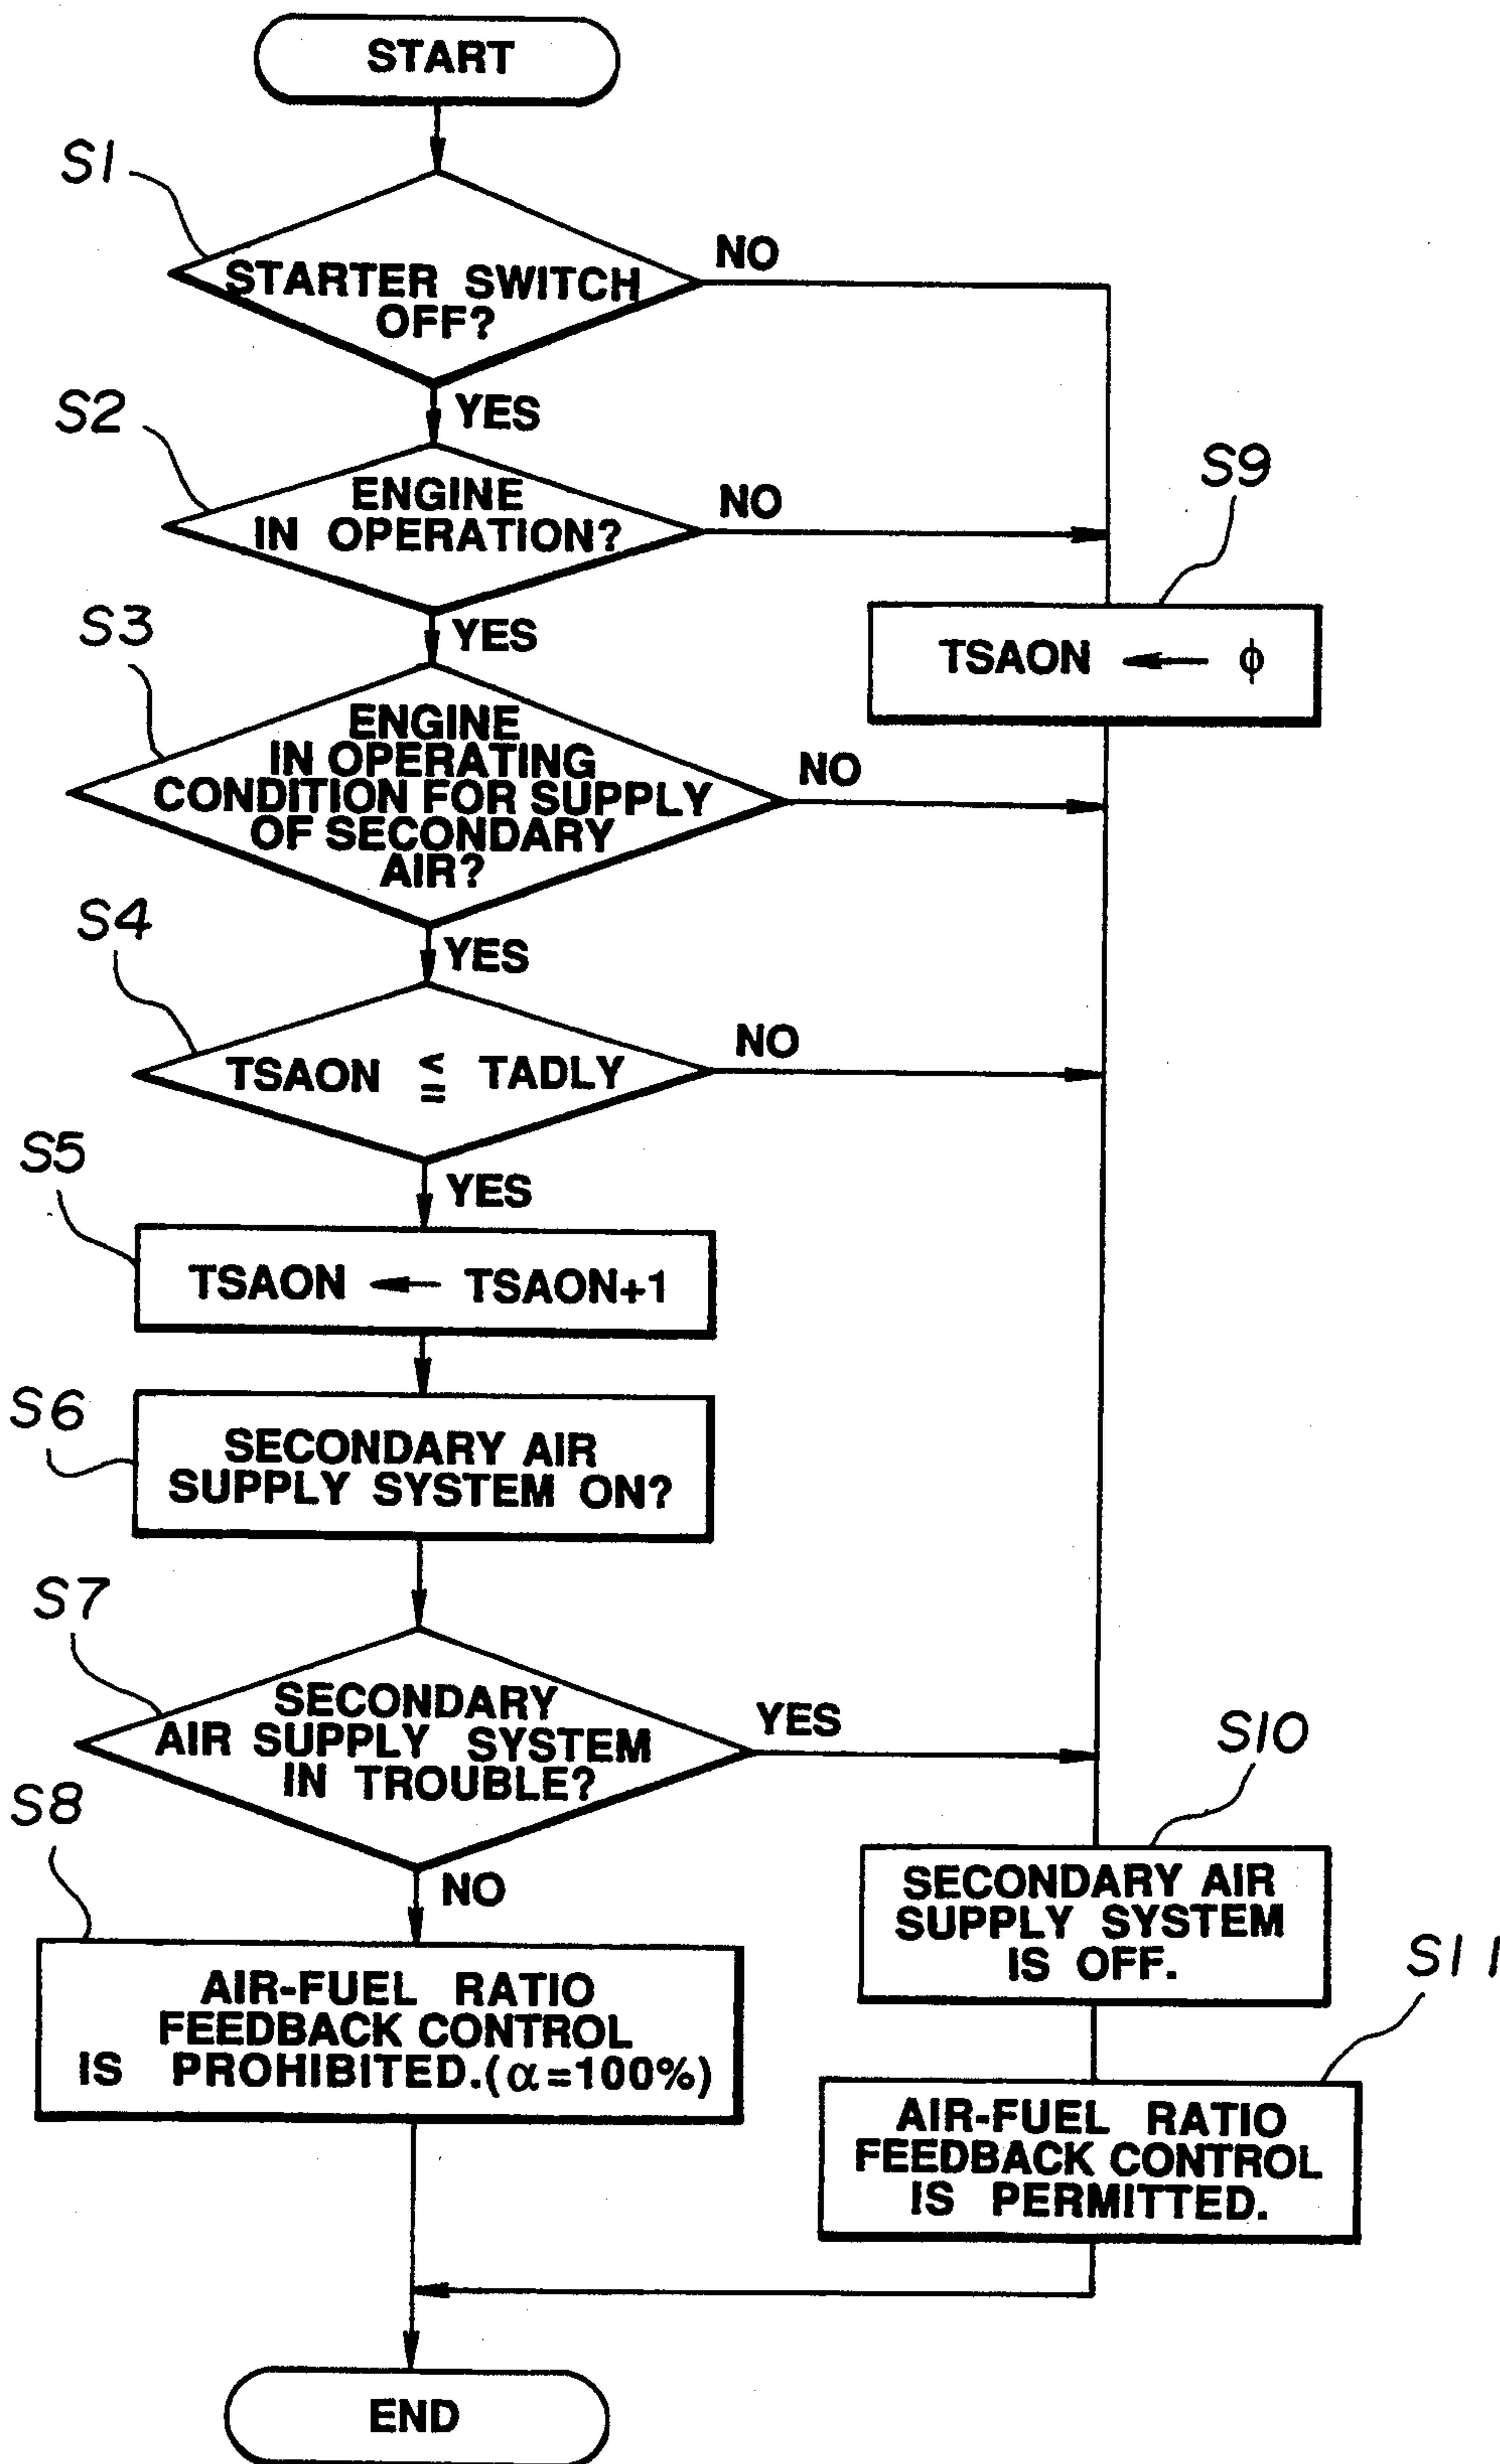 START
S1
STARTER SWITCH
OFF?
NO
YES
S2
ENGINE
IN OPERATION?
NO
YES
S9
TSAON ← ϕ
S3
ENGINE
IN OPERATING
CONDITION FOR SUPPLY
OF SECONDARY
AIR?
NO
YES
S4
TSAON ≦ TADLY
NO
YES
S5
TSAON ← TSAON+1
S6
SECONDARY AIR
SUPPLY SYSTEM ON?
S7
SECONDARY
AIR SUPPLY SYSTEM
IN TROUBLE?
YES
NO
S8
AIR-FUEL RATIO
FEEDBACK CONTROL
IS PROHIBITED.(α=100%)
S10
SECONDARY AIR
SUPPLY SYSTEM
IS OFF.
S11
AIR-FUEL RATIO
FEEDBACK CONTROL
IS PERMITTED.
END